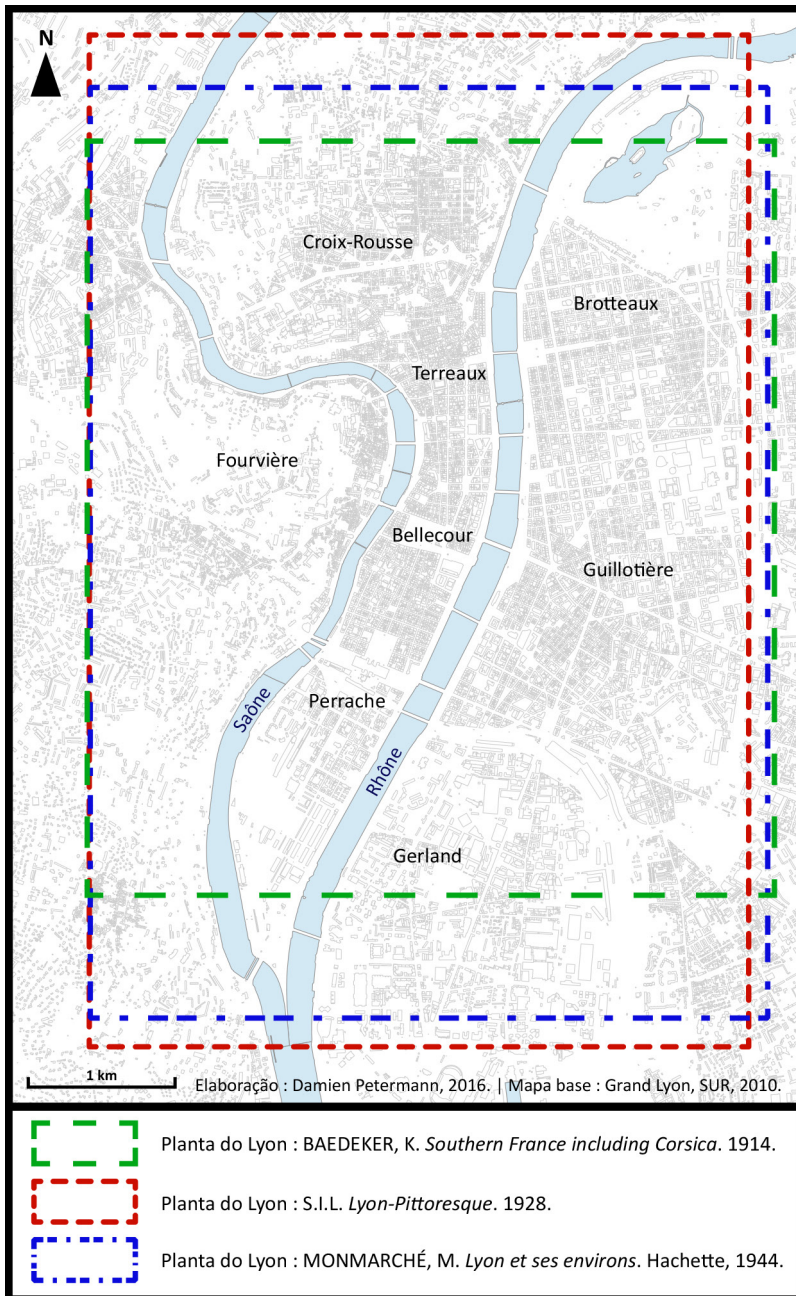 N
Croix-Rousse
Brotteaux
Terreaux
Fourvière
Bellecour
Guillotière
Saône
Perrache
Rhône
Gerland
1 km
Elaboração : Damien Petermann, 2016. | Mapa base : Grand Lyon, SUR, 2010.
Planta do Lyon : BAEDEKER, K. Southern France including Corsica. 1914.
Planta do Lyon : S.I.L. Lyon-Pittoresque. 1928.
Planta do Lyon : MONMARCHÉ, M. Lyon et ses environs. Hachette, 1944.